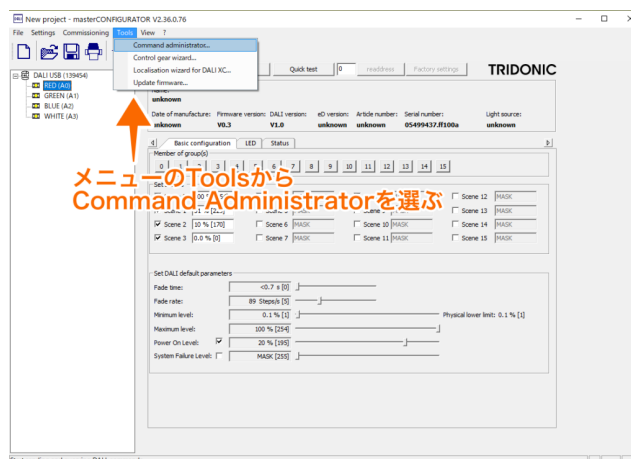 New project - masterCONFIGURATOR V2.36.0.76
File Settings Commissioning Tools View ?
Command administrator...
Control gear wizard...
Localisation wizard for DALI XC...
Update firmware...
Quick test 0 readdress Factory settings TRIDONIC
DALI USB (139454)
RED (A0)
GREEN (A1)
BLUE (A2)
WHITE (A3)
Name:
unknown
Date of manufacture: Firmware version: DALI version: eD version: Article number: Serial number: Light source:
unknown V0.3 V1.0 unknown unknown 05499437.ff100a unknown
Basic configuration LED Status
Member of group(s)
0 1 2 3 4 5 6 7 8 9 10 11 12 13 14 15
メニューのToolsから
Command Administratorを選ぶ
Scene 12 MASK
Scene 13 MASK
Scene 2 10 % [170] Scene 6 MASK Scene 10 MASK Scene 14 MASK
Scene 3 0.0 % [0] Scene 7 MASK Scene 11 MASK Scene 15 MASK
Set DALI default parameters
Fade time: <0.7 s [0]
Fade rate: 89 Steps/s [5]
Minimum level: 0.1 % [1] Physical lower limit: 0.1 % [1]
Maximum level: 100 % [254]
Power On Level: 20 % [195]
System Failure Level: MASK [255]